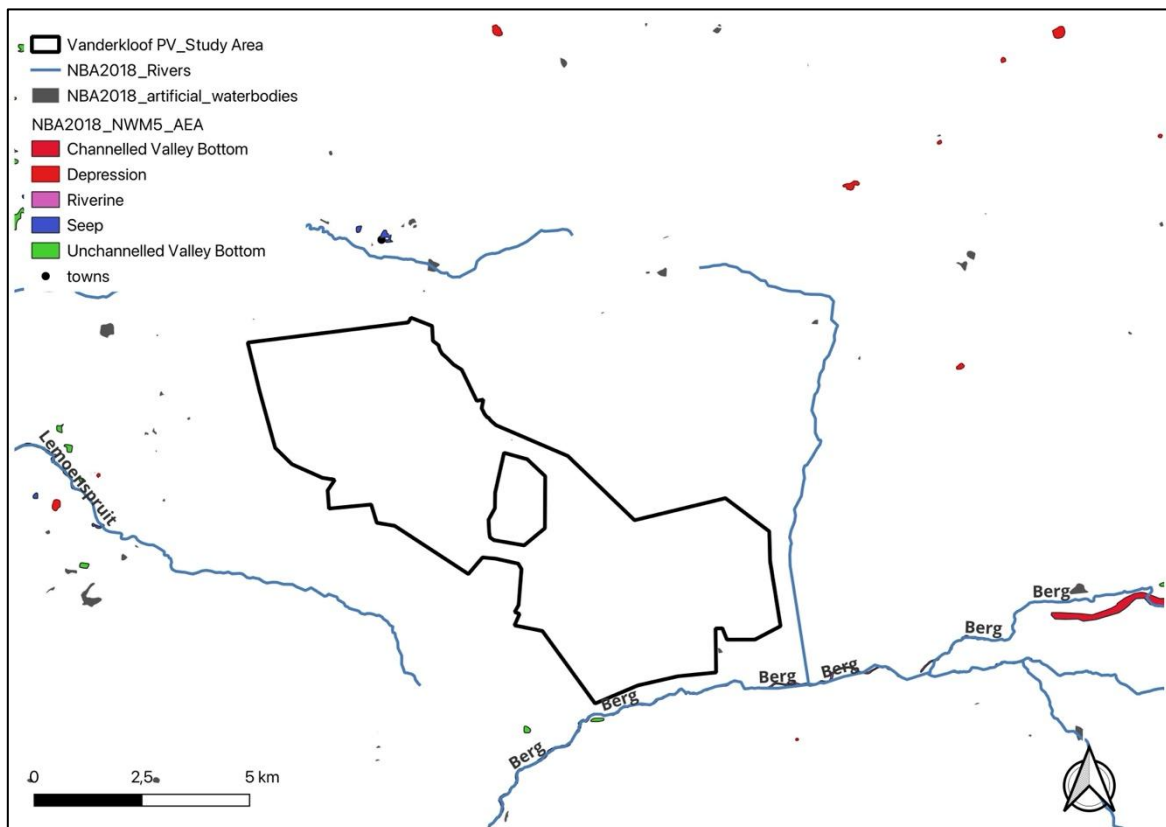 Vanderkloof PV_Study Area
NBA2018_Rivers
NBA2018_artificial_waterbodies
NBA2018_NWM5_AEA
Channelled Valley Bottom
Depression
Riverine
Seep
Unchannelled Valley Bottom
towns
Lemoenspruit
Berg
Berg
Berg
Berg
Berg
Berg
0
2,5
5 km